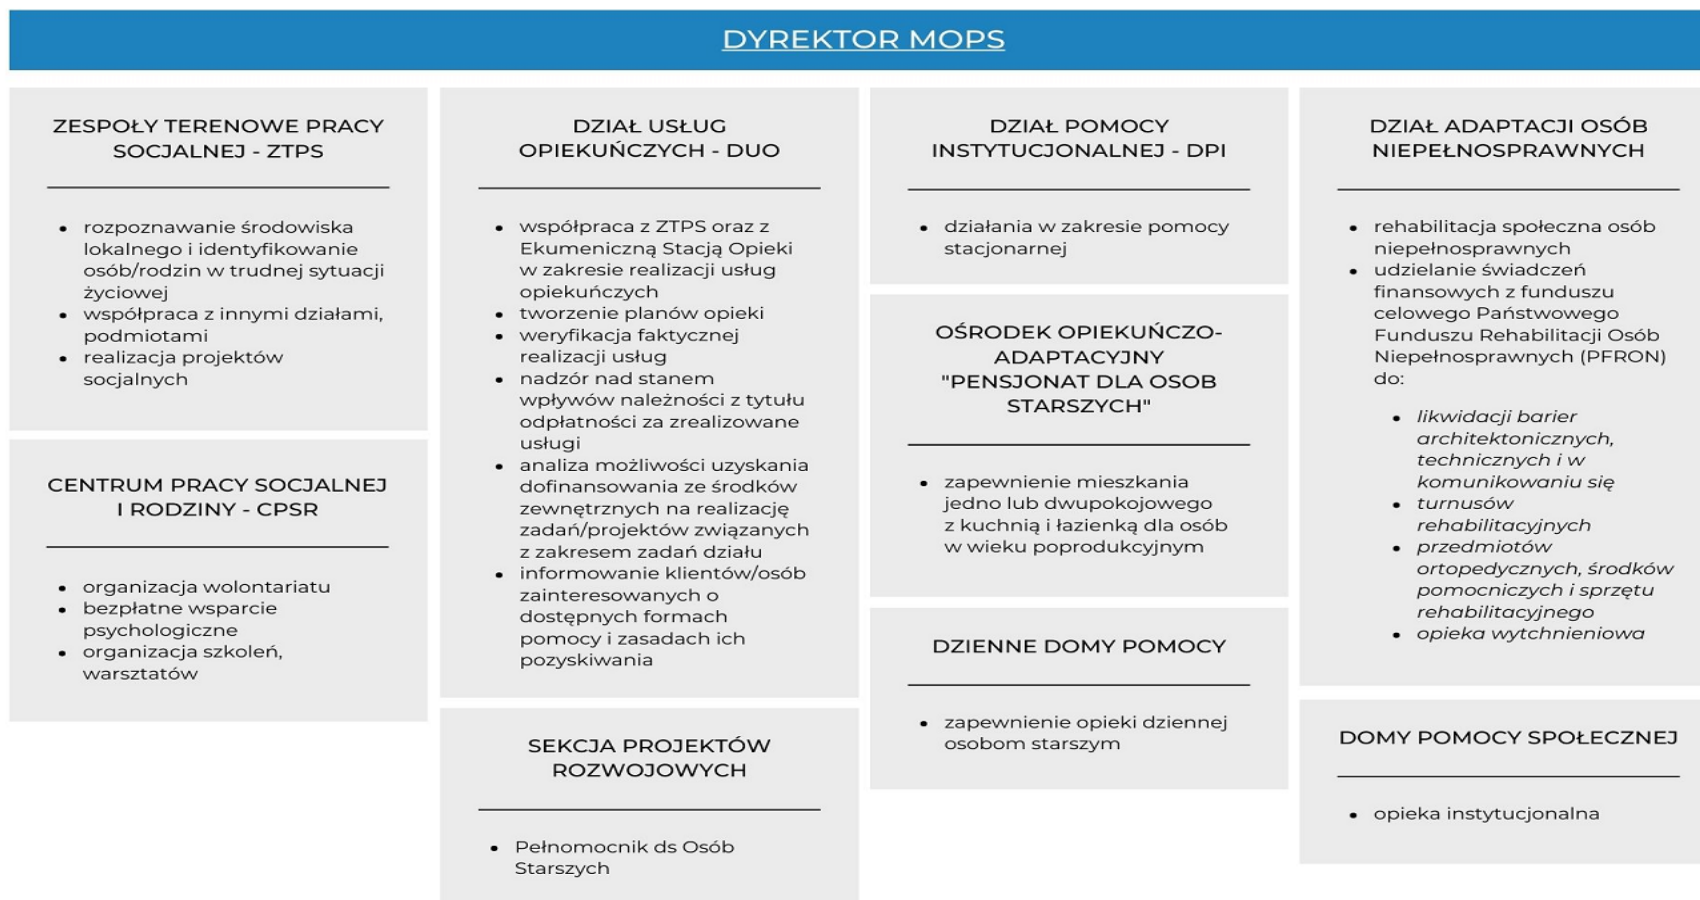 DYREKTOR MOPS
ZESPOŁY TERENOWE PRACY
SOCJALNEJ - ZTPS
• rozpoznawanie środowiska
lokalnego i identyfikowanie
osób/rodzin w trudnej sytuacji
życiowej
• współpraca z innymi działami,
podmiotami
• realizacja projektów
socjalnych
CENTRUM PRACY SOCJALNEJ
I RODZINY - CPSR
• organizacja wolontariatu
• bezpłatne wsparcie
psychologiczne
• organizacja szkoleń,
warsztatów
DZIAŁ USŁUG
OPIEKUŃCZYCH - DUO
• współpraca z ZTPS oraz z
Ekumeniczną Stacją Opieki
w zakresie realizacji usług
opiekuńczych
• tworzenie planów opieki
• weryfikacja faktycznej
realizacji usług
• nadzór nad stanem
wpływów należności z tytułu
odpłatności za zrealizowane
usługi
• analiza możliwości uzyskania
dofinansowania ze środków
zewnętrznych na realizację
zadań/projektów związanych
z zakresem zadań działu
• informowanie klientów/osób
zainteresowanych o
dostępnych formach
pomocy i zasadach ich
pozyskiwania
SEKCJA PROJEKTÓW
ROZWOJOWYCH
• Pełnomocnik ds Osób
Starszych
DZIAŁ POMOCY
INSTYTUCJONALNEJ - DPI
• działania w zakresie pomocy
stacjonarnej
OŚRODEK OPIEKUŃCZO-
ADAPTACYJNY
"PENSJONAT DLA OSOB
STARSZYCH"
• zapewnienie mieszkania
jedno lub dwupokojowego
z kuchnią i łazienką dla osób
w wieku poprodukcyjnym
DZIENNE DOMY POMOCY
• zapewnienie opieki dziennej
osobom starszym
DZIAŁ ADAPTACJI OSÓB
NIEPEŁNOSPRAWNYCH
• rehabilitacja społeczna osób
niepełnosprawnych
• udzielanie świadczeń
finansowych z funduszu
celowego Państwowego
Funduszu Rehabilitacji Osób
Niepełnosprawnych (PFRON)
do:
• likwidacji barier
architektonicznych,
technicznych i w
komunikowaniu się
• turnusów
rehabilitacyjnych
• przedmiotów
ortopedycznych, środków
pomocniczych i sprzętu
rehabilitacyjnego
• opieka wytchnieniowa
DOMY POMOCY SPOŁECZNEJ
• opieka instytucjonalna